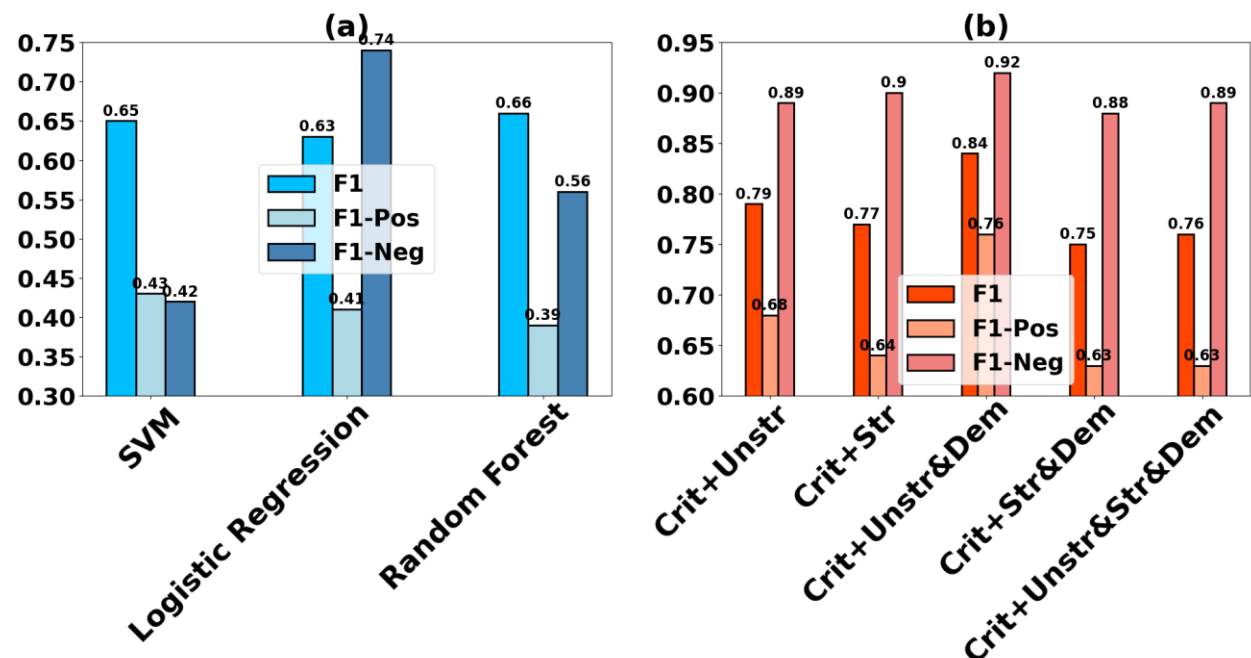 (a)
0.75
0.70
0.65
0.60
0.55
0.50
0.45
0.40
0.35
0.30
0.65
0.43
0.42
0.63
0.41
0.74
0.66
0.39
0.56
F1
F1-Pos
F1-Neg
SVM
Logistic Regression
Random Forest
(b)
0.95
0.90
0.85
0.80
0.75
0.70
0.65
0.60
0.79
0.68
0.89
0.77
0.64
0.9
0.84
0.76
0.92
0.75
0.63
0.88
0.76
0.63
0.89
F1
F1-Pos
F1-Neg
Crit+Unstr
Crit+Str
Crit+Unstr&Dem
Crit+Str&Dem
Crit+Unstr&Str&Dem